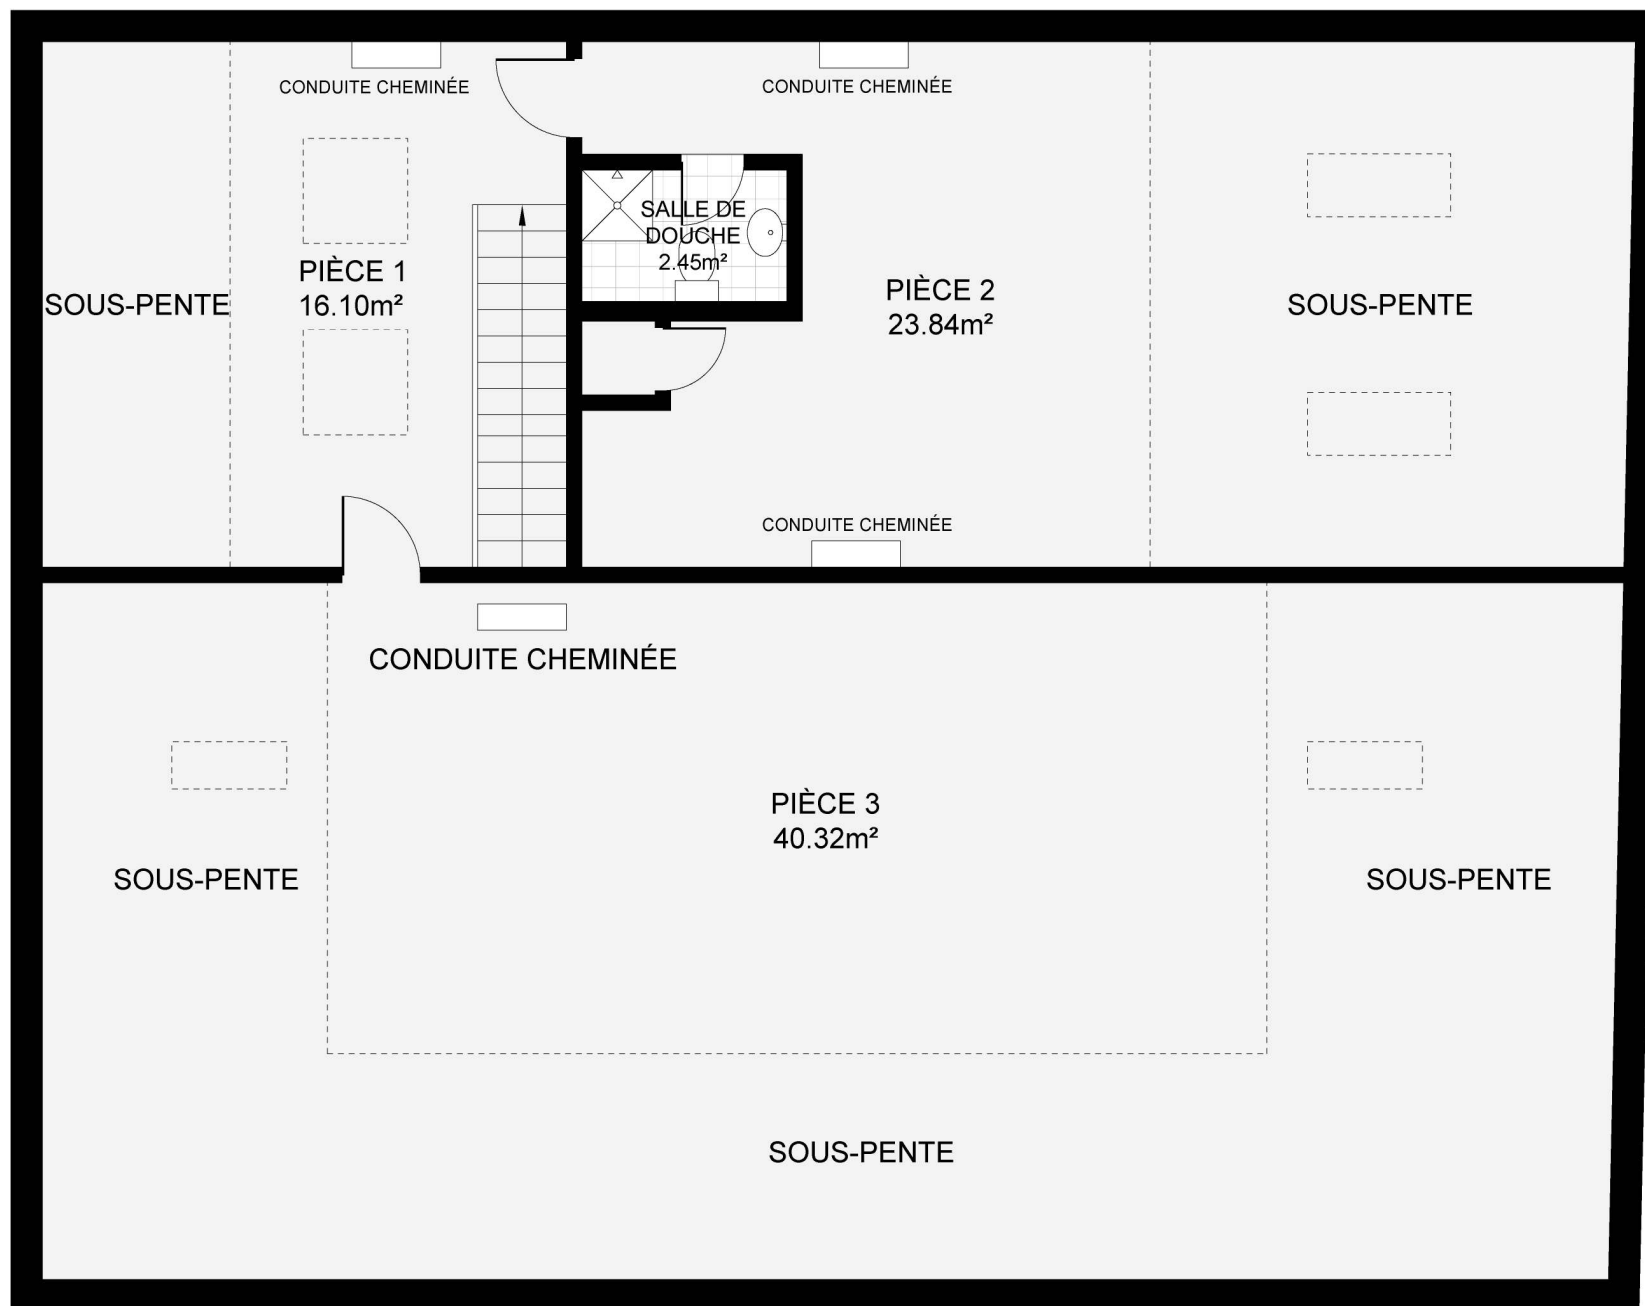 CONDUITE CHEMINÉE
CONDUITE CHEMINÉE
SALLE DE
DOUCHE
2.45m²
PIÈCE 1
16.10m²
SOUS-PENTE
PIÈCE 2
23.84m²
SOUS-PENTE
CONDUITE CHEMINÉE
CONDUITE CHEMINÉE
PIÈCE 3
40.32m²
SOUS-PENTE
SOUS-PENTE
SOUS-PENTE